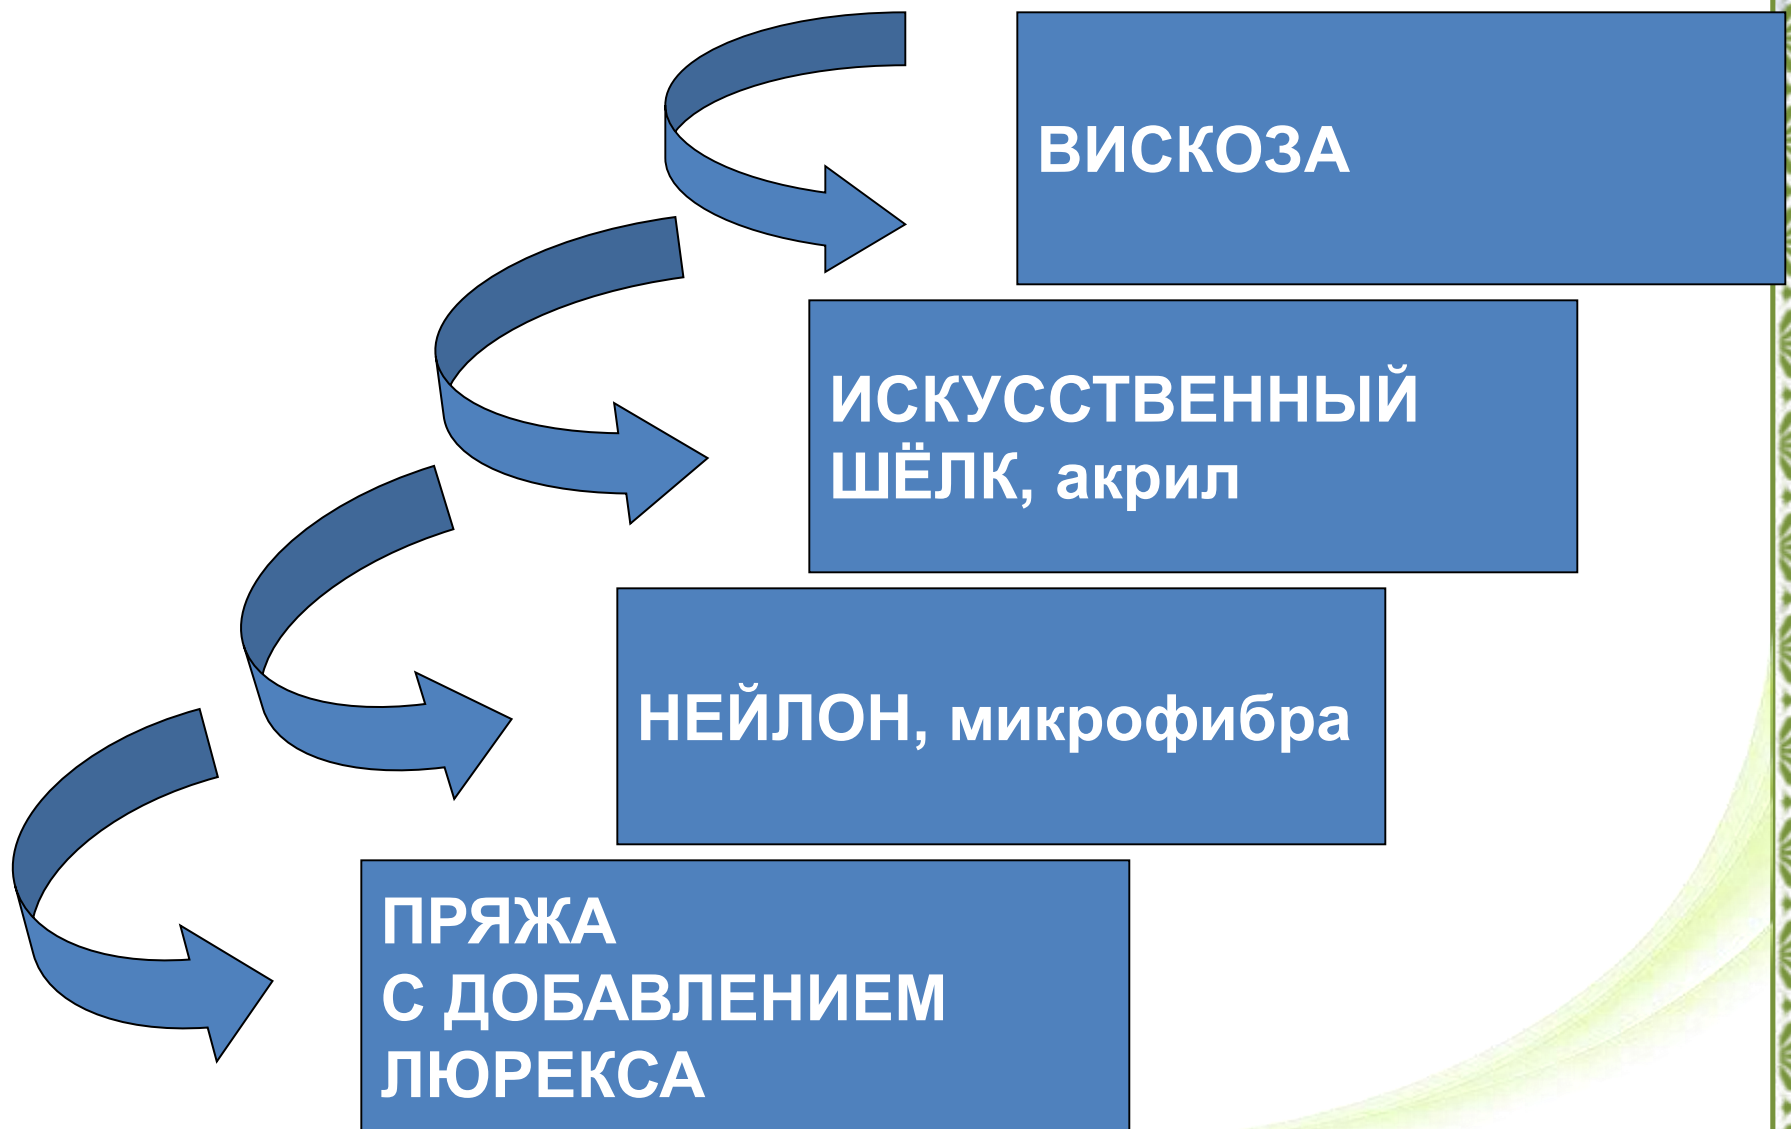 ВИСКОЗА
ИСКУССТВЕННЫЙ
ШЁЛК, акрил
НЕЙЛОН, микрофибра
ПРЯЖА
С ДОБАВЛЕНИЕМ
ЛЮРЕКСА